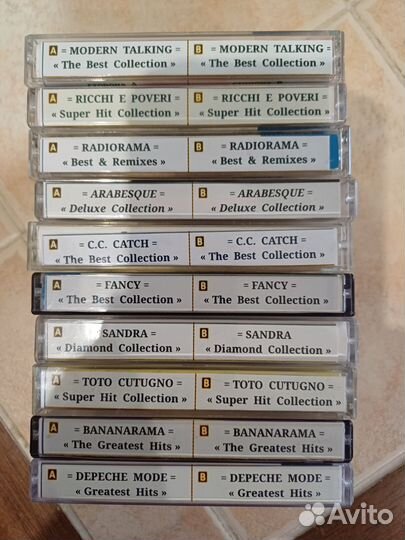 A = MODERN TALKING = B = MODERN TALKING =
« The Best Collection » « The Best Collection »
A = RICCHI E POVERI = B = RICCHI E POVERI =
« Super Hit Collection» « Super Hit Collection»
A = RADIORAMA = B = RADIORAMA =
« Best & Remixes» « Best & Remixes»
A = ARABESQUE = B = ARABESQUE =
« Deluxe Collection» « Deluxe Collection»
A = C.C. CATCH = B = C.C. CATCH =
« The Best Collection » « The Best Collection »
A = FANCY = B = FANCY =
« The Best Collection » « The Best Collection »
A = SANDRA = B = SANDRA
« Diamond Collection» « Diamond Collection»
A = TOTO CUTUGNO = B = TOTO CUTUGNO =
« Super Hit Collection» « Super Hit Collection»
A = BANANARAMA = B = BANANARAMA =
« The Greatest Hits » « The Greatest Hits »
A = DEPECHE MODE = B = DEPECHE MODE =
« Greatest Hits » « Greatest Hits »
Avito